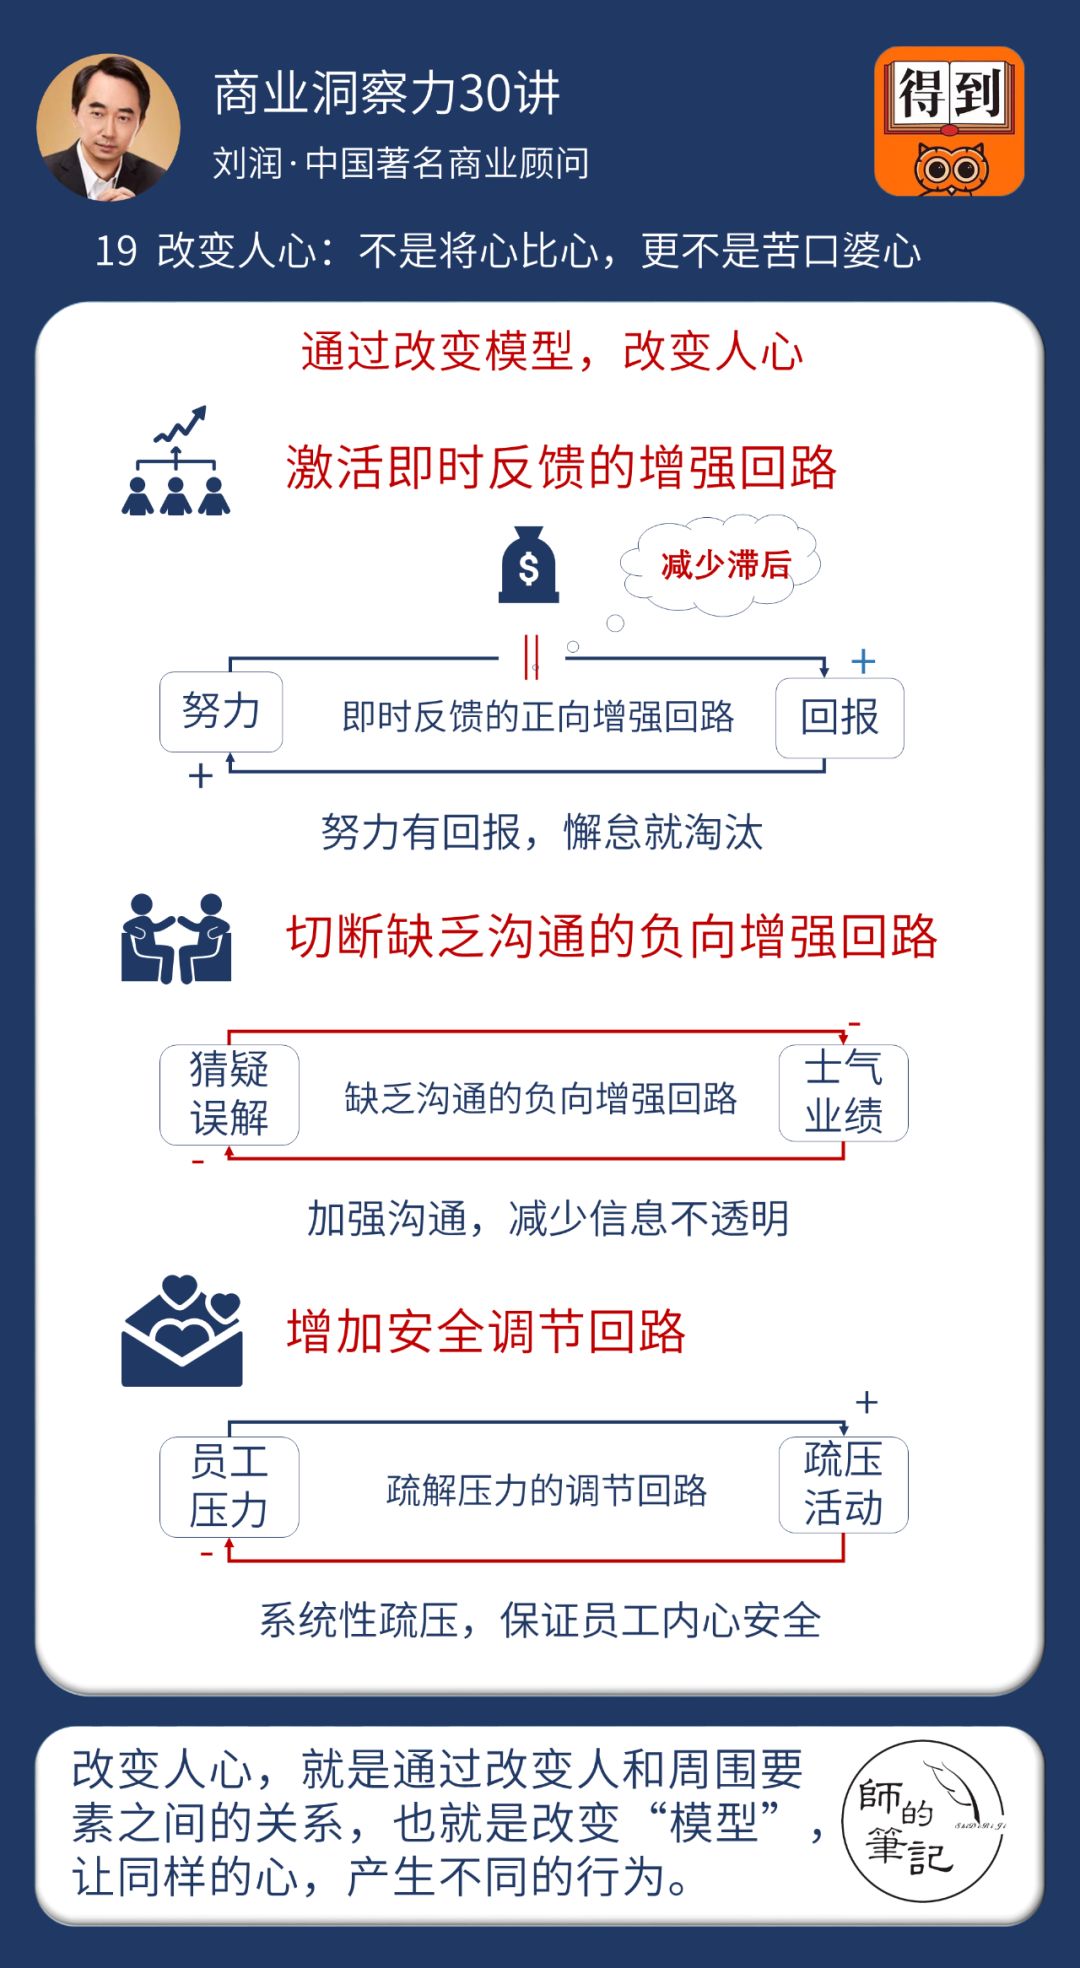 商业洞察力30讲
刘润·中国著名商业顾问
得到
19 改变人心：不是将心比心，更不是苦口婆心
通过改变模型，改变人心
激活即时反馈的增强回路
$
减少滞后
+
努力
即时反馈的正向增强回路
回报
+
努力有回报，懈怠就淘汰
切断缺乏沟通的负向增强回路
-
猜疑
误解
缺乏沟通的负向增强回路
士气
业绩
-
加强沟通，减少信息不透明
增加安全调节回路
+
员工
压力
疏解压力的调节回路
疏压
活动
-
系统性疏压，保证员工内心安全
改变人心，就是通过改变人和周围要
素之间的关系，也就是改变“模型”，
让同样的心，产生不同的行为。
師的
筆記
ShiDeBiJi